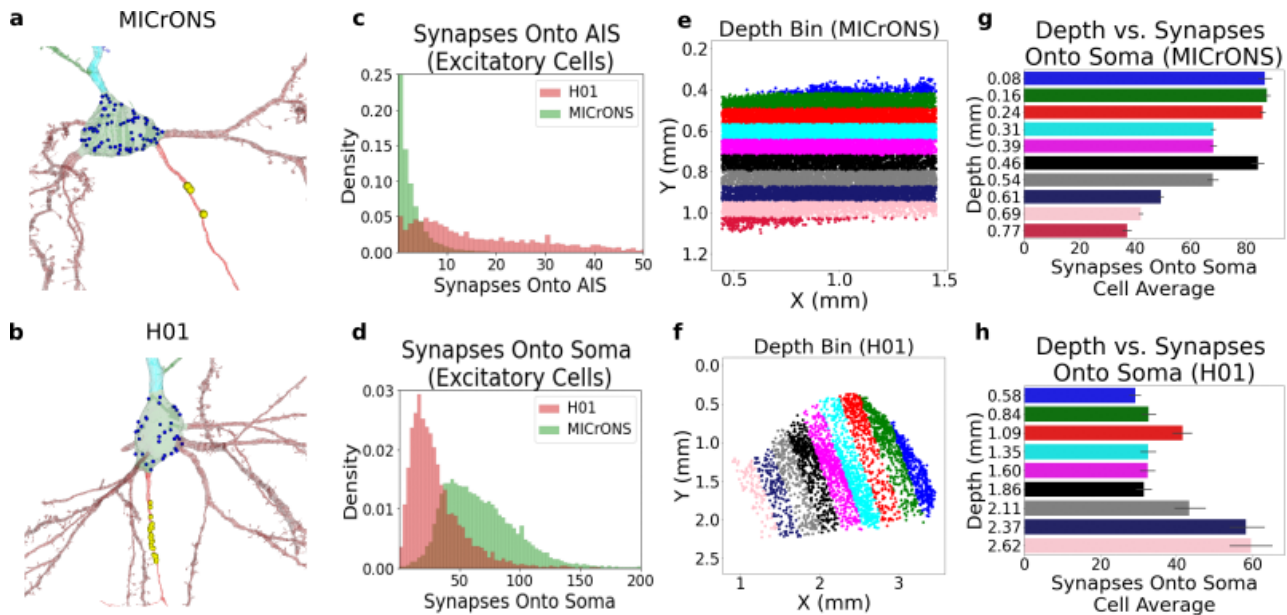 a
MICrONS
b
H01
c
Synapses Onto AIS
(Excitatory Cells)
H01
MICrONS
Density
0.25
0.20
0.15
0.10
0.05
0.00
10
20
30
40
50
Synapses Onto AIS
d
Synapses Onto Soma
(Excitatory Cells)
H01
MICrONS
Density
0.03
0.02
0.01
0.00
50
100
150
200
Synapses Onto Soma
e
Depth Bin (MICrONS)
Y (mm)
0.2
0.4
0.6
0.8
1.0
1.2
0.5
1.0
1.5
X (mm)
f
Depth Bin (H01)
Y (mm)
0.0
0.5
1.0
1.5
2.0
2.5
1
2
3
X (mm)
g
Depth vs. Synapses
Onto Soma (MICrONS)
Depth (mm)
0.08
0.16
0.24
0.31
0.39
0.46
0.54
0.61
0.69
0.77
0
20
40
60
80
Synapses Onto Soma
Cell Average
h
Depth vs. Synapses
Onto Soma (H01)
Depth (mm)
0.58
0.84
1.09
1.35
1.60
1.86
2.11
2.37
2.62
0
20
40
60
Synapses Onto Soma
Cell Average